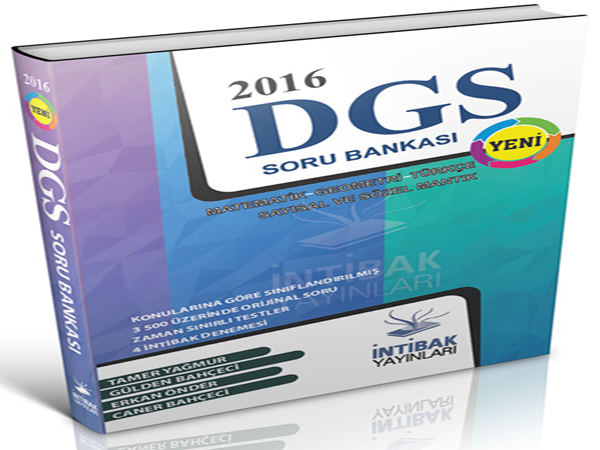 2016
YENİ
DGS
SORU BANKASI
2016
DGS
SORU BANKASI
YENİ
MATEMATİK-GEOMETRİ-TÜRKÇE
SAYISAL VE SÖZEL MANTIK
İNTİBAK
YAYINLARI
KONULARINA GÖRE SINIFLANDIRILMIŞ
3 500 ÜZERİNDE ORİJİNAL SORU
ZAMAN SINIRLI TESTLER
4 İNTİBAK DENEMESİ
TAMER YAĞMUR
GÜLDEN BAHÇECİ
ERKAN ÖNDER
CANER BAHÇECİ
İNTİBAK
YAYINLARI